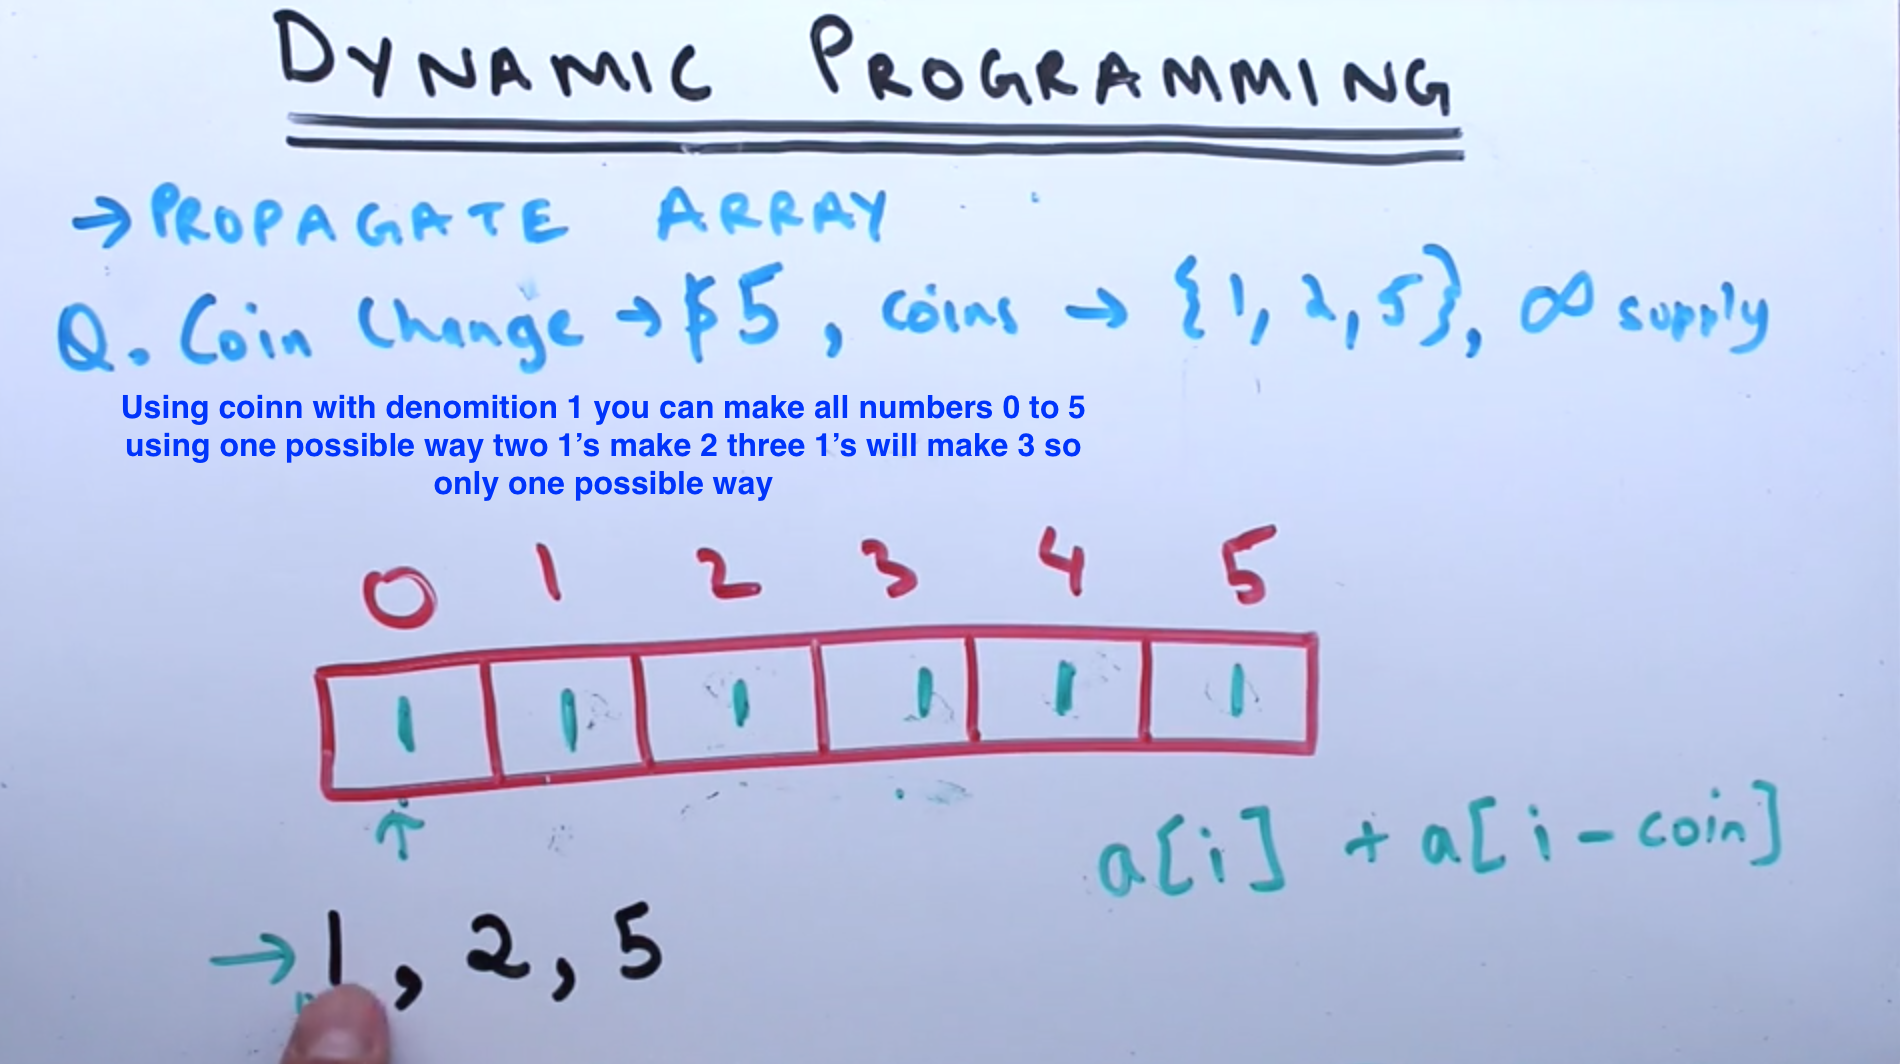 DYNAMIC PROGRAMMING
→ PROPAGATE ARRAY
Q. Coin Change → $5, coins → {1, 2, 5}, ∞ supply
Using coinn with denomition 1 you can make all numbers 0 to 5
using one possible way two 1’s make 2 three 1’s will make 3 so
only one possible way
0 1 2 3 4 5
1 1 1 1 1 1
↑
a[i] + a[i - coin]
→ 1, 2, 5